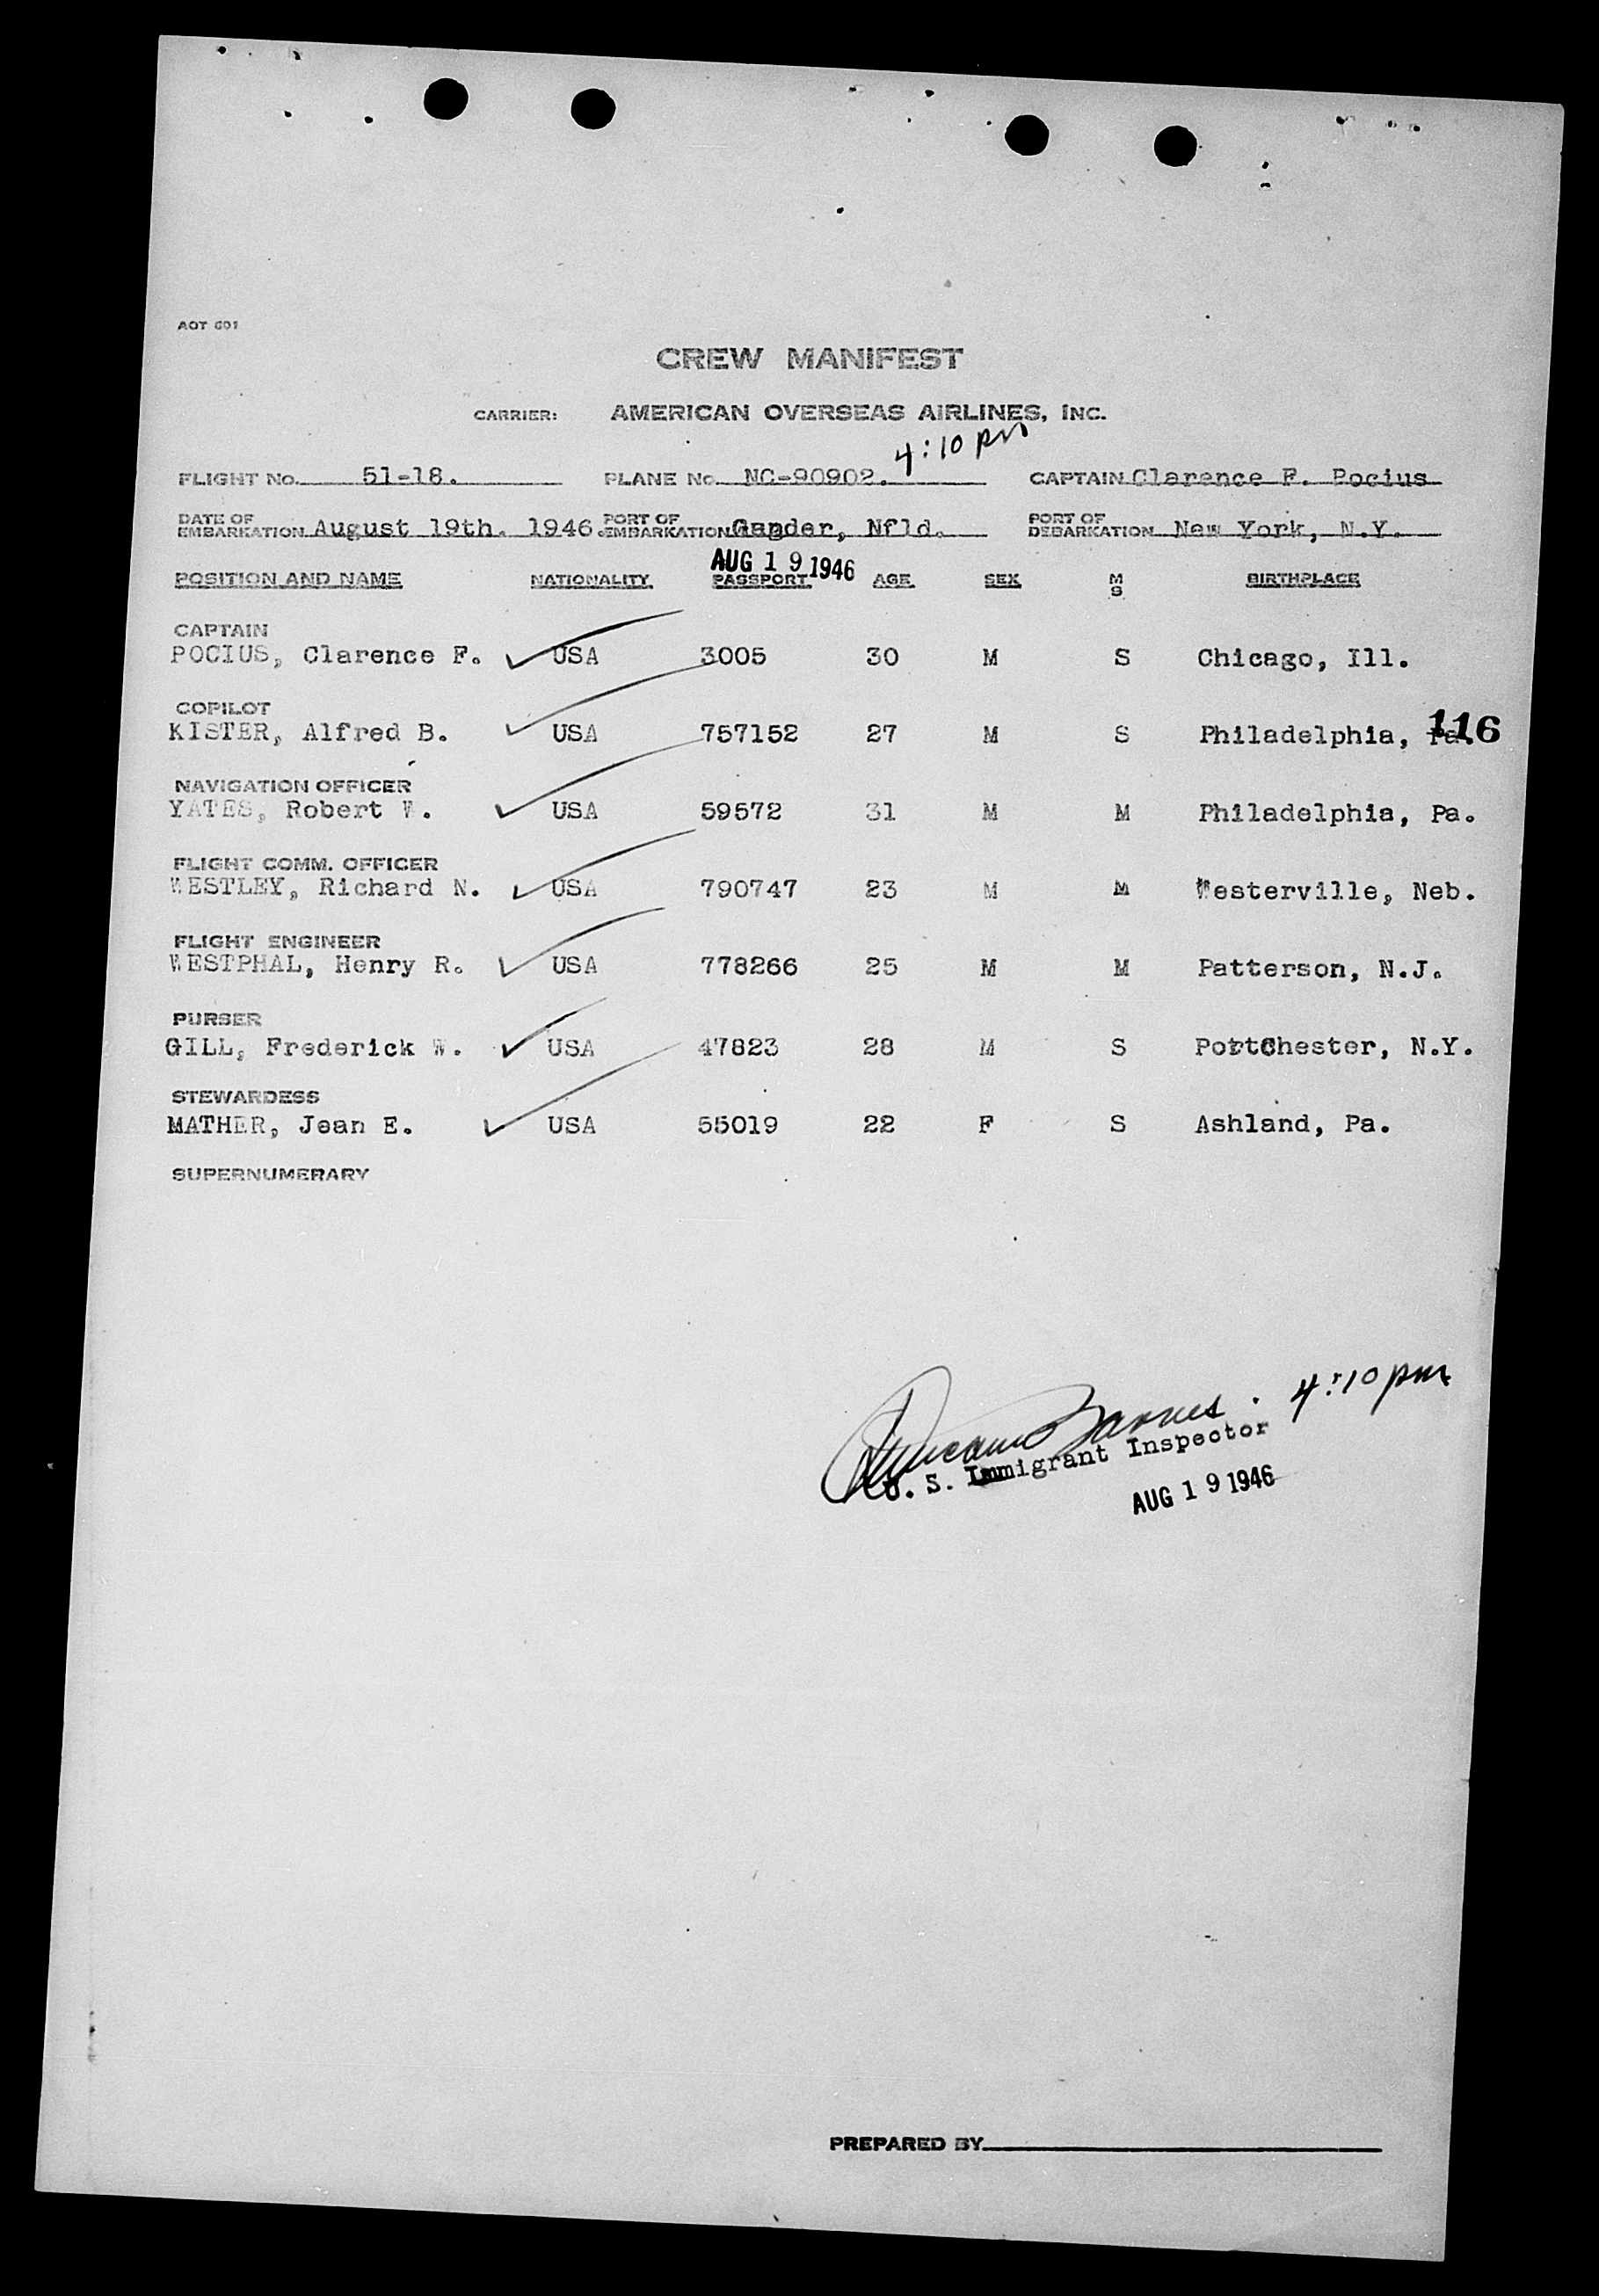 AOT 601
CREW MANIFEST
CARRIER: AMERICAN OVERSEAS AIRLINES, INC.
4:10 pm
FLIGHT No. 51-18. PLANE No. NC-90902. CAPTAIN Clarence F. Pocius
DATE OF EMBARKATION August 19th. 1946. PORT OF EMBARKATION Gander, Nfld. PORT OF DEBARKATION New York, N.Y.
AUG 19 1946
POSITION AND NAME NATIONALITY PASSPORT AGE SEX M S BIRTHPLACE
CAPTAIN
POCIUS, Clarence F. USA 3005 30 M S Chicago, Ill.
COPILOT
KISTER, Alfred B. USA 757152 27 M S Philadelphia, Pa. 116
NAVIGATION OFFICER
YATES, Robert W. USA 59572 31 M M Philadelphia, Pa.
FLIGHT COMM. OFFICER
WESTLEY, Richard N. USA 790747 23 M M Westerville, Neb.
FLIGHT ENGINEER
WESTPHAL, Henry R. USA 778266 25 M M Patterson, N.J.
PURSER
GILL, Frederick W. USA 47823 28 M S PortChester, N.Y.
STEWARDESS
MATHER, Jean E. USA 55019 22 F S Ashland, Pa.
SUPERNUMERARY
Barnes. 4:10 pm
U. S. Immigrant Inspector
AUG 19 1946
PREPARED BY